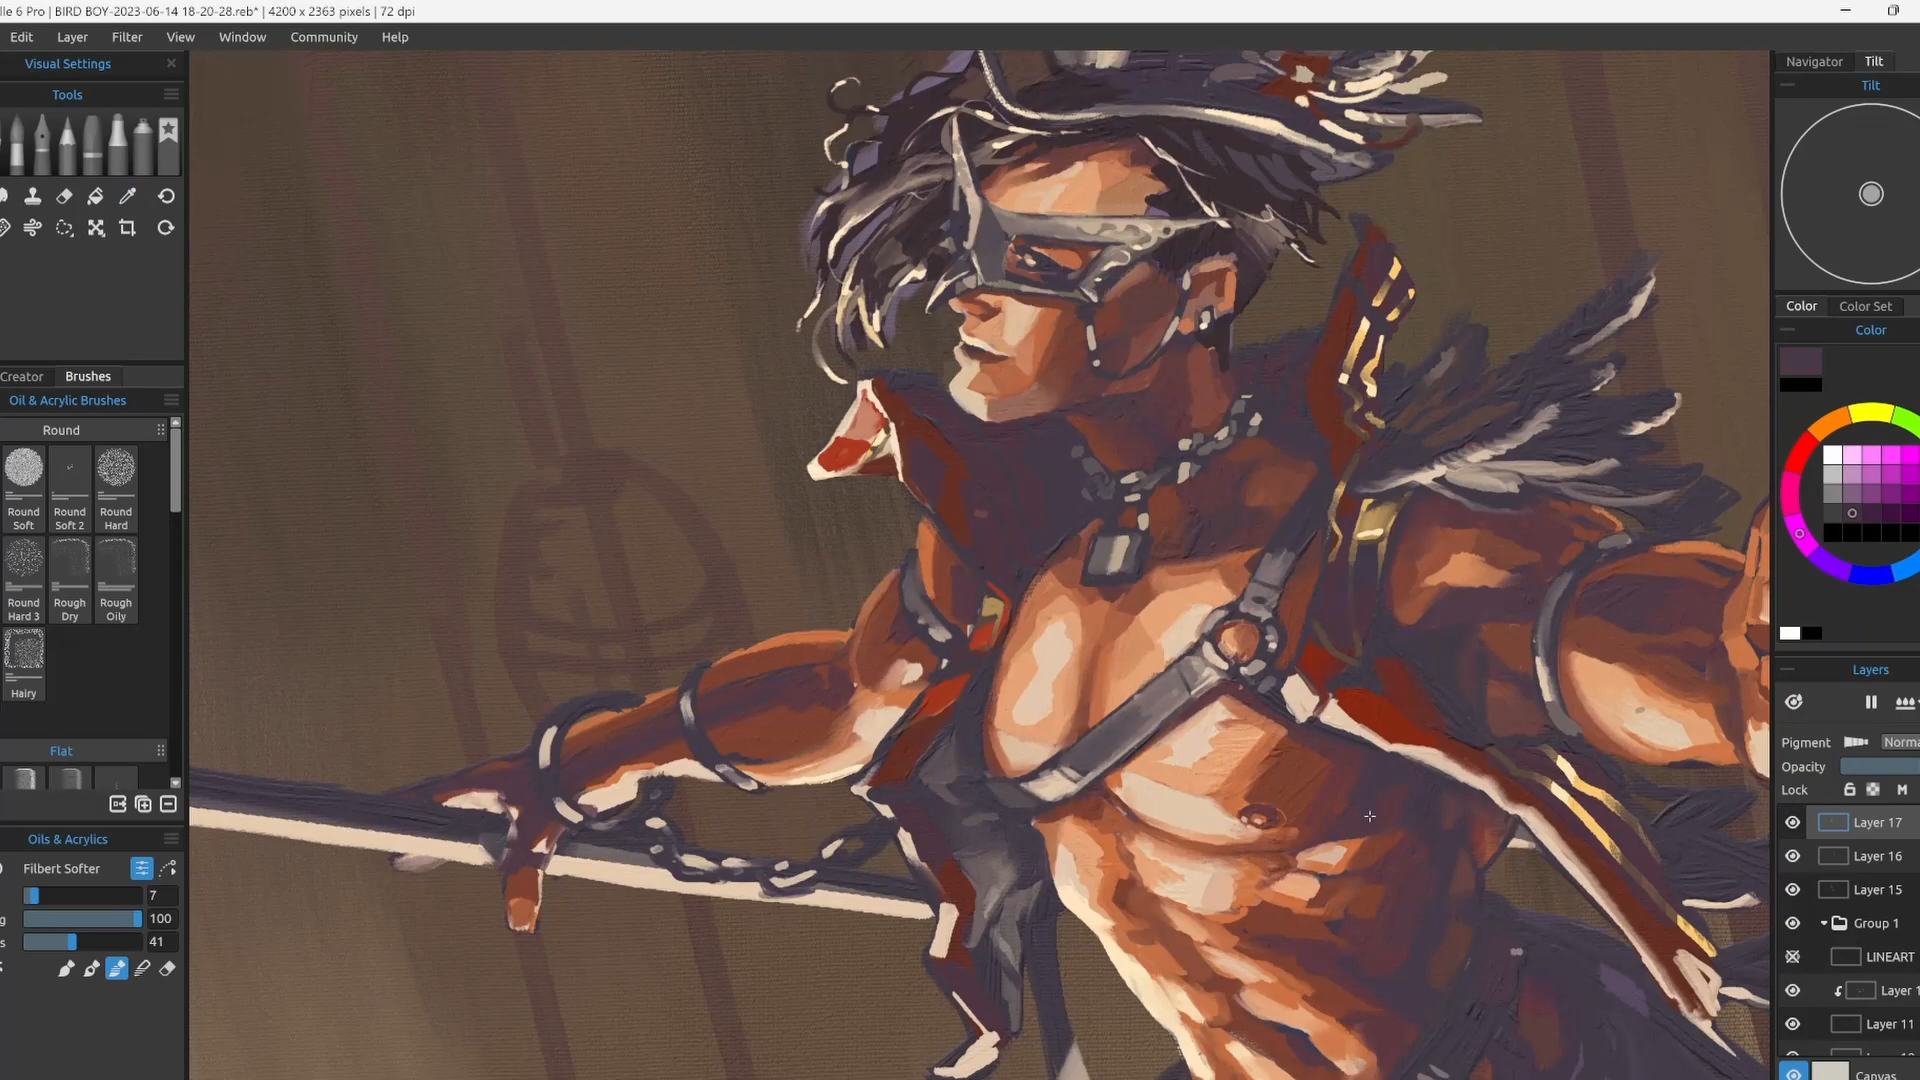 lle 6 Pro | BIRD BOY-2023-06-14 18-20-28.reb* | 4200 x 2363 pixels | 72 dpi
Edit Layer Filter View Window Community Help
Visual Settings
Tools
Creator Brushes
Oil & Acrylic Brushes
Round
Round Soft
Round Soft 2
Round Hard
Round Hard 3
Rough Dry
Rough Oily
Hairy
Flat
Oils & Acrylics
Filbert Softer
7
g 100
s 41
Navigator Tilt
Tilt
Color Color Set
Color
Layers
Pigment Norma
Opacity
Lock M
Layer 17
Layer 16
Layer 15
Group 1
LINEART
Layer 1
Layer 11
Canvas